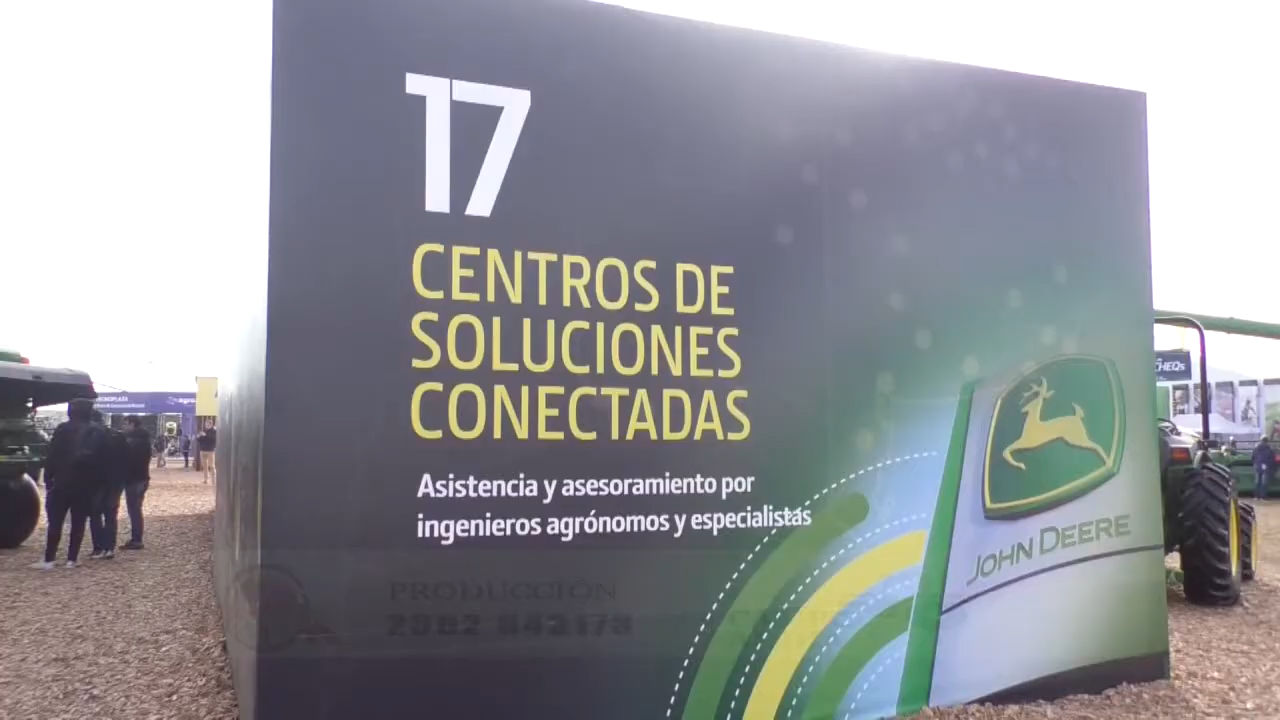 17
CENTROS DE
SOLUCIONES
CONECTADAS
Asistencia y asesoramiento por
ingenieros agrónomos y especialistas
JOHN DEERE
PRODUCCIÓN